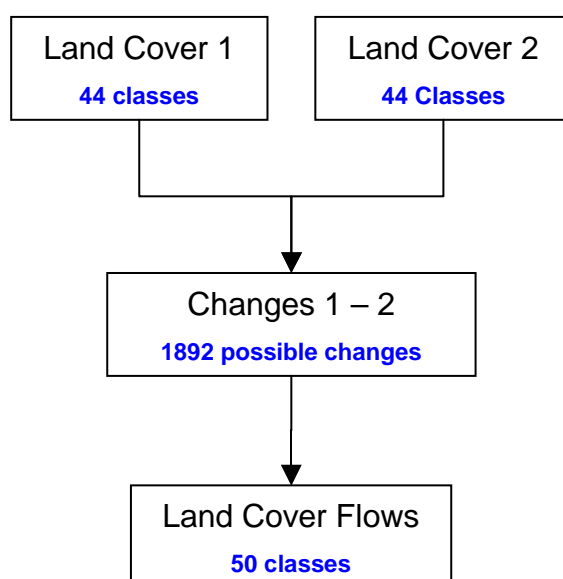 Land Cover 1
44 classes
Land Cover 2
44 Classes
Changes 1 – 2
1892 possible changes
Land Cover Flows
50 classes